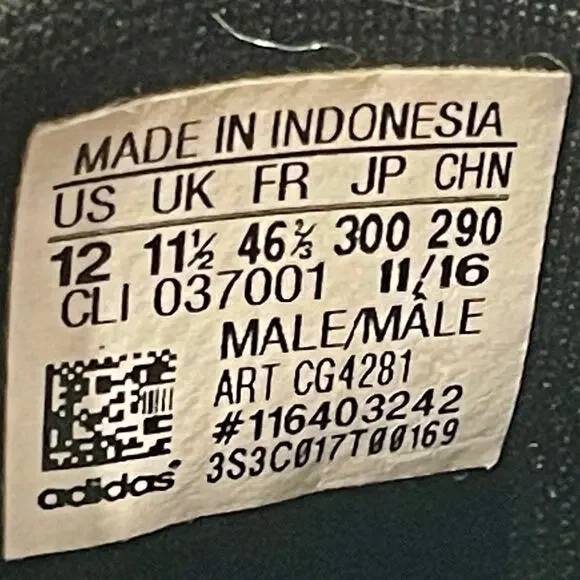 MADE IN INDONESIA
US UK FR JP CHN
12 11½ 46⅔ 300 290
CLI 037001 11/16
MALE/MÂLE
ART CG4281
#116403242
3S3C017T00169
adidas